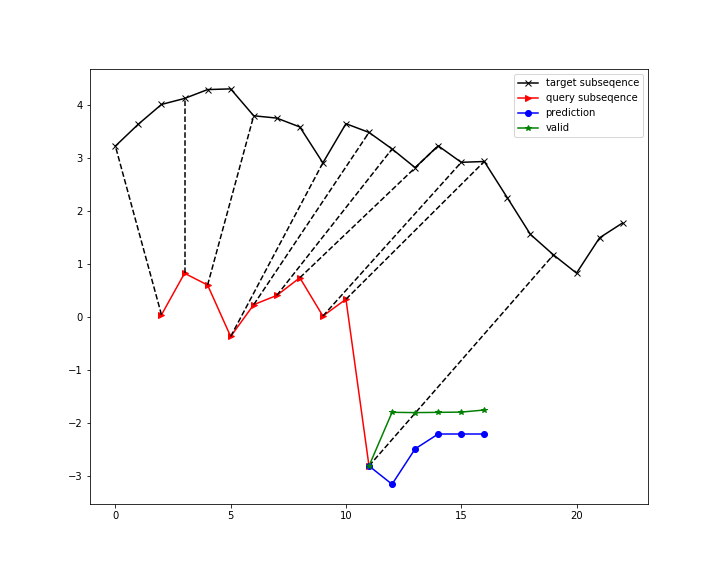 target subseqence
query subseqence
prediction
valid
4
3
2
1
0
−1
−2
−3
0 5 10 15 20